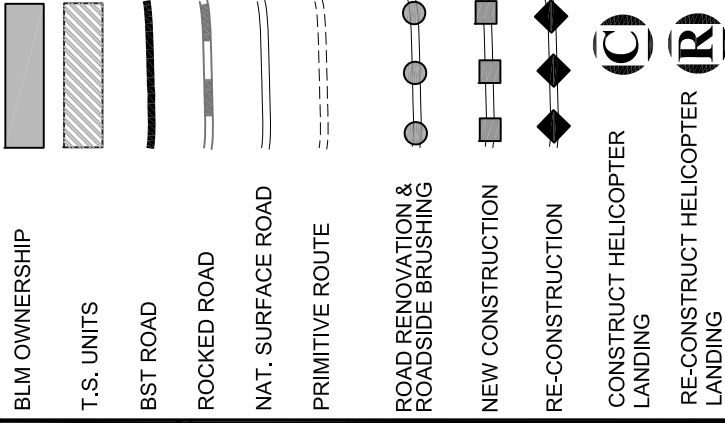 BLM OWNERSHIP
T.S. UNITS
BST ROAD
ROCKED ROAD
NAT. SURFACE ROAD
PRIMITIVE ROUTE
ROAD RENOVATION &
ROADSIDE BRUSHING
NEW CONSTRUCTION
RE-CONSTRUCTION
C
CONSTRUCT HELICOPTER
LANDING
R
RE-CONSTRUCT HELICOPTER
LANDING